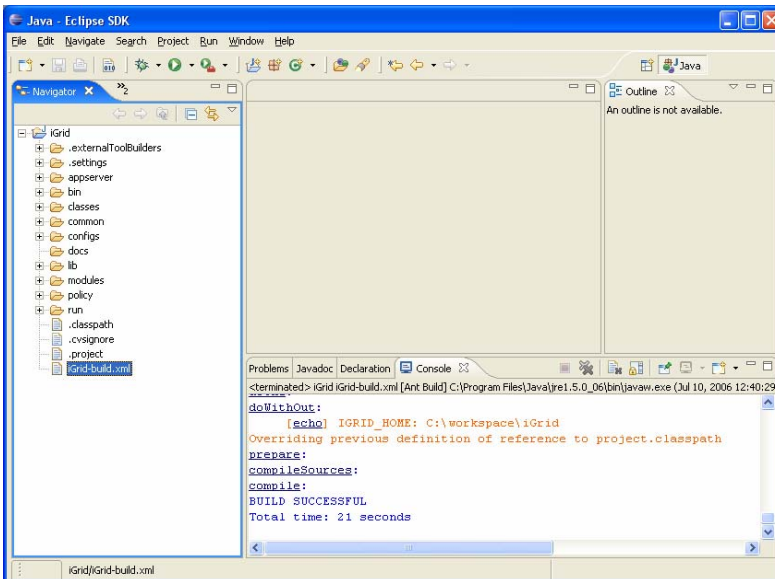 Java - Eclipse SDK
File Edit Navigate Search Project Run Window Help
Java
Navigator
»2
Outline
An outline is not available.
iGrid
.externalToolBuilders
.settings
appserver
bin
classes
common
configs
docs
lib
modules
policy
run
.classpath
.cvsignore
.project
iGrid-build.xml
Problems Javadoc Declaration Console
<terminated> iGrid iGrid-build.xml [Ant Build] C:\Program Files\Java\jre1.5.0_06\bin\javaw.exe (Jul 10, 2006 12:40:29
doWithOut:
[echo] IGRID_HOME: C:\workspace\iGrid
Overriding previous definition of reference to project.classpath
prepare:
compileSources:
compile:
BUILD SUCCESSFUL
Total time: 21 seconds
iGrid/iGrid-build.xml